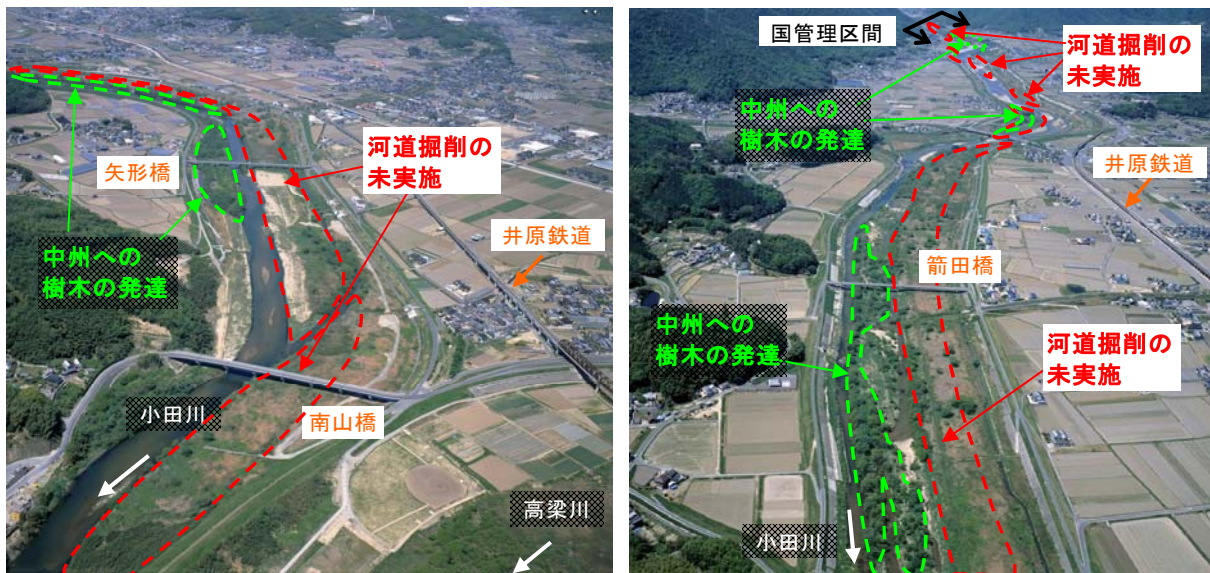 河道掘削の
未実施
矢形橋
井原鉄道
中州への
樹木の発達
小田川
南山橋
高梁川
国管理区間
河道掘削の
未実施
中州への
樹木の発達
井原鉄道
箭田橋
中州への
樹木の発達
河道掘削の
未実施
小田川